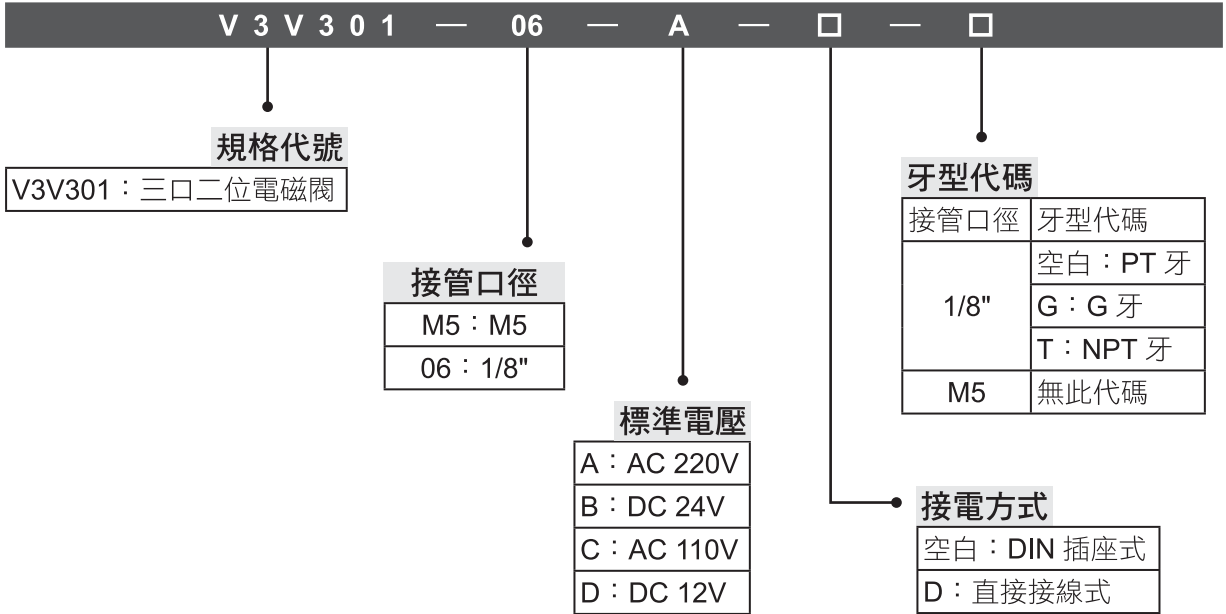 V3V301 — 06 — A — □ — □
規格代號
V3V301：三口二位電磁閥
接管口徑
M5：M5
06：1/8"
標準電壓
A：AC 220V
B：DC 24V
C：AC 110V
D：DC 12V
牙型代碼
接管口徑 牙型代碼
1/8" 空白：PT 牙
G：G 牙
T：NPT 牙
M5 無此代碼
接電方式
空白：DIN 插座式
D：直接接線式